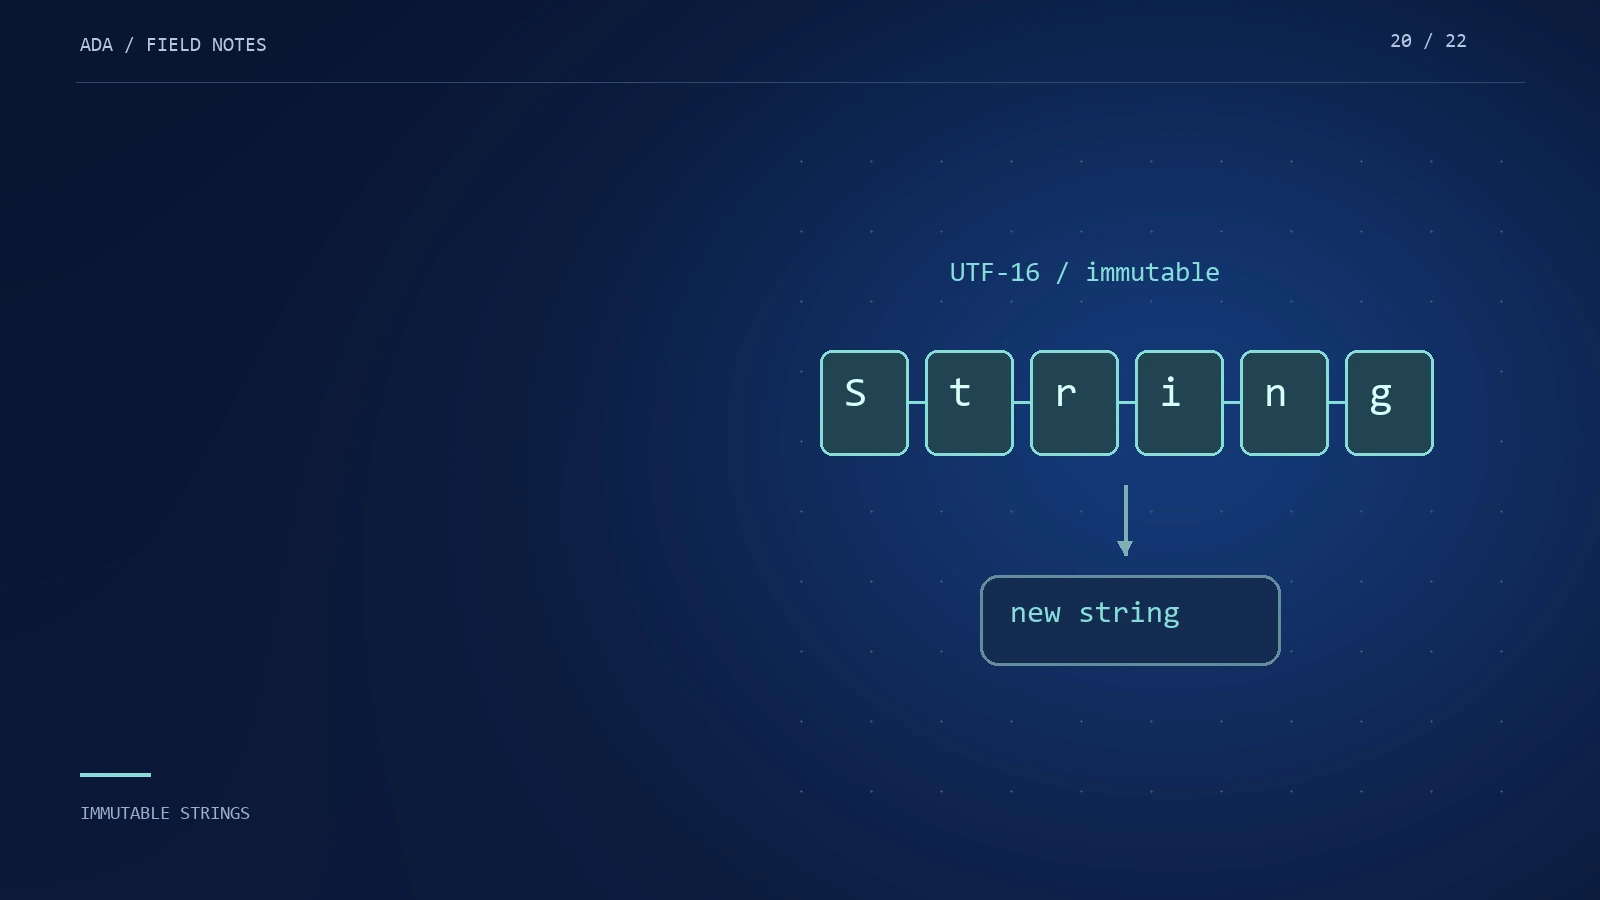 ADA / FIELD NOTES
20 / 22
UTF-16 / immutable
S t r i n g
new string
IMMUTABLE STRINGS